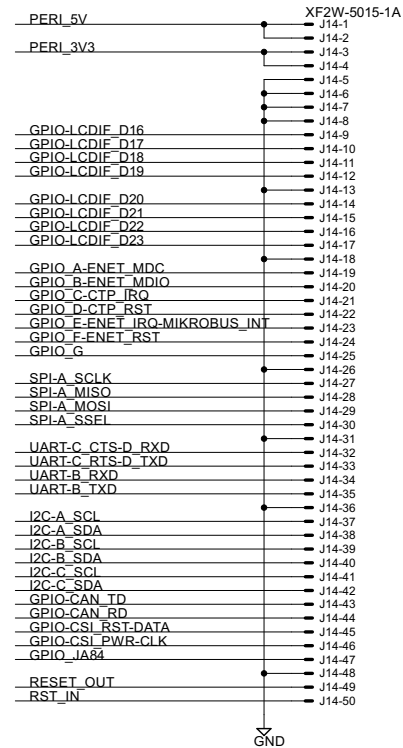 XF2W-5015-1A
PERI_5V J14-1
J14-2
PERI_3V3 J14-3
J14-4
J14-5
J14-6
J14-7
J14-8
GPIO-LCDIF_D16 J14-9
GPIO-LCDIF_D17 J14-10
GPIO-LCDIF_D18 J14-11
GPIO-LCDIF_D19 J14-12
J14-13
GPIO-LCDIF_D20 J14-14
GPIO-LCDIF_D21 J14-15
GPIO-LCDIF_D22 J14-16
GPIO-LCDIF_D23 J14-17
J14-18
GPIO_A-ENET_MDC J14-19
GPIO_B-ENET_MDIO J14-20
GPIO_C-CTP_IRQ J14-21
GPIO_D-CTP_RST J14-22
GPIO_E-ENET_IRQ-MIKROBUS_INT J14-23
GPIO_F-ENET_RST J14-24
GPIO_G J14-25
J14-26
SPI-A_SCLK J14-27
SPI-A_MISO J14-28
SPI-A_MOSI J14-29
SPI-A_SSEL J14-30
J14-31
UART-C_CTS-D_RXD J14-32
UART-C_RTS-D_TXD J14-33
UART-B_RXD J14-34
UART-B_TXD J14-35
J14-36
I2C-A_SCL J14-37
I2C-A_SDA J14-38
I2C-B_SCL J14-39
I2C-B_SDA J14-40
I2C-C_SCL J14-41
I2C-C_SDA J14-42
GPIO-CAN_TD J14-43
GPIO-CAN_RD J14-44
GPIO-CSI_RST-DATA J14-45
GPIO-CSI_PWR-CLK J14-46
GPIO_JA84 J14-47
J14-48
RESET_OUT J14-49
RST_IN J14-50
GND